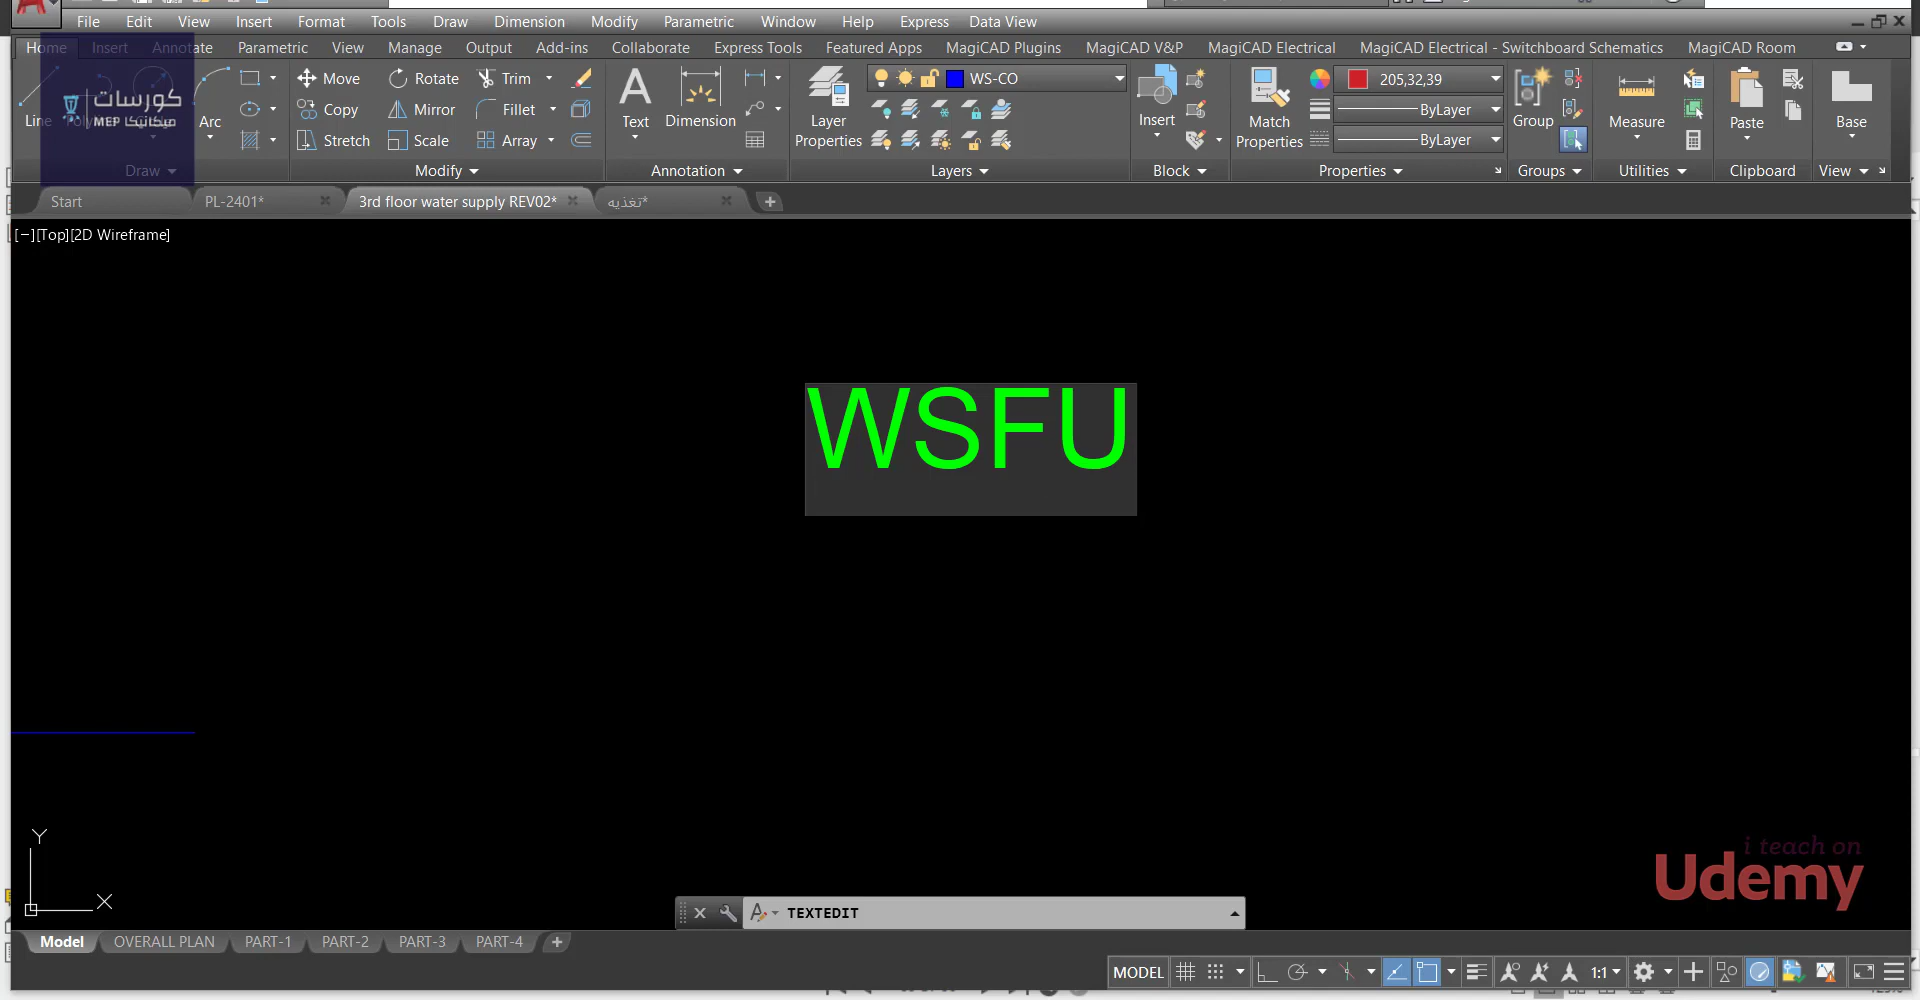 File Edit View Insert Format Tools Draw Dimension Modify Parametric Window Help Express Data View
Home Insert Annotate Parametric View Manage Output Add-ins Collaborate Express Tools Featured Apps MagiCAD Plugins MagiCAD V&P MagiCAD Electrical MagiCAD Electrical - Switchboard Schematics MagiCAD Room
Move Rotate Trim WS-CO 205,32,39
كورسات
ميكانيكا MEP
Line Arc
Copy Mirror Fillet Text Dimension Layer Properties Insert Match Properties ByLayer Group Measure Paste Base
Stretch Scale Array ByLayer
Draw Modify Annotation Layers Block Properties Groups Utilities Clipboard View
Start PL-2401* 3rd floor water supply REV02* تغذيه*
[−][Top][2D Wireframe]
WSFU
Y
X
i teach on
Udemy
TEXTEDIT
Model OVERALL PLAN PART-1 PART-2 PART-3 PART-4
MODEL 1:1